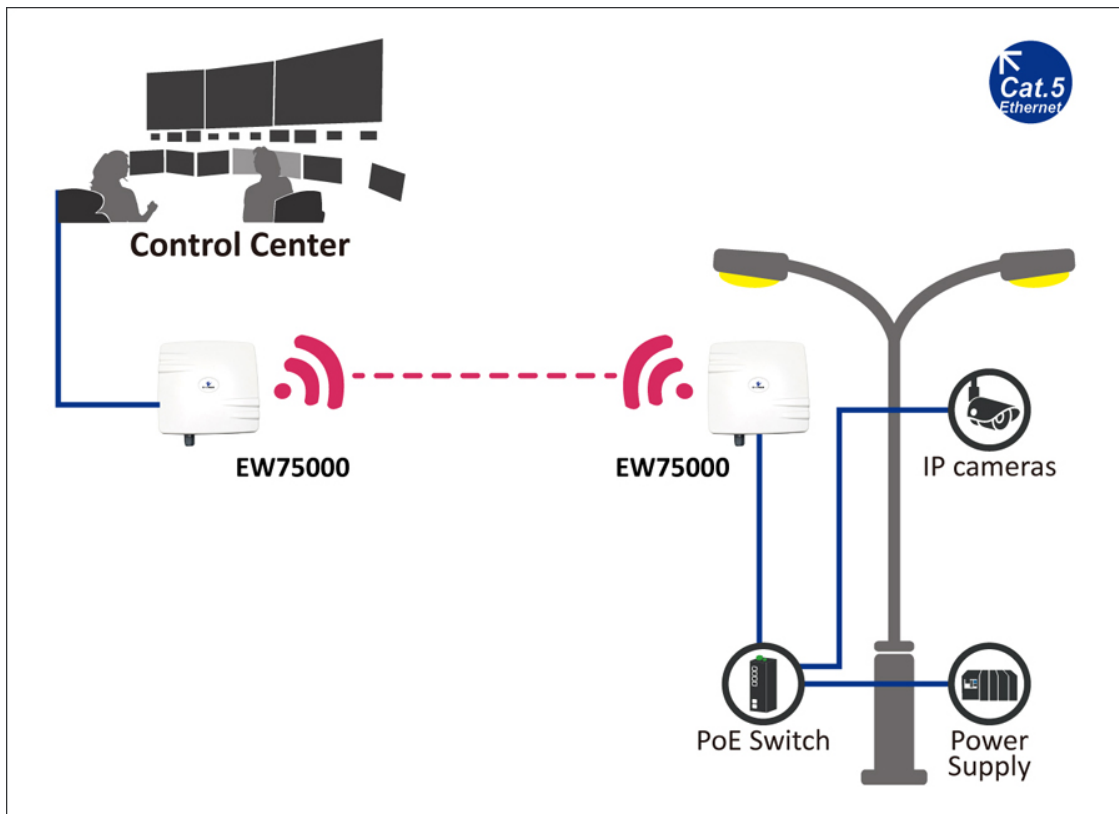 Cat.5
Ethernet
Control Center
EW75000
EW75000
IP cameras
PoE Switch
Power
Supply